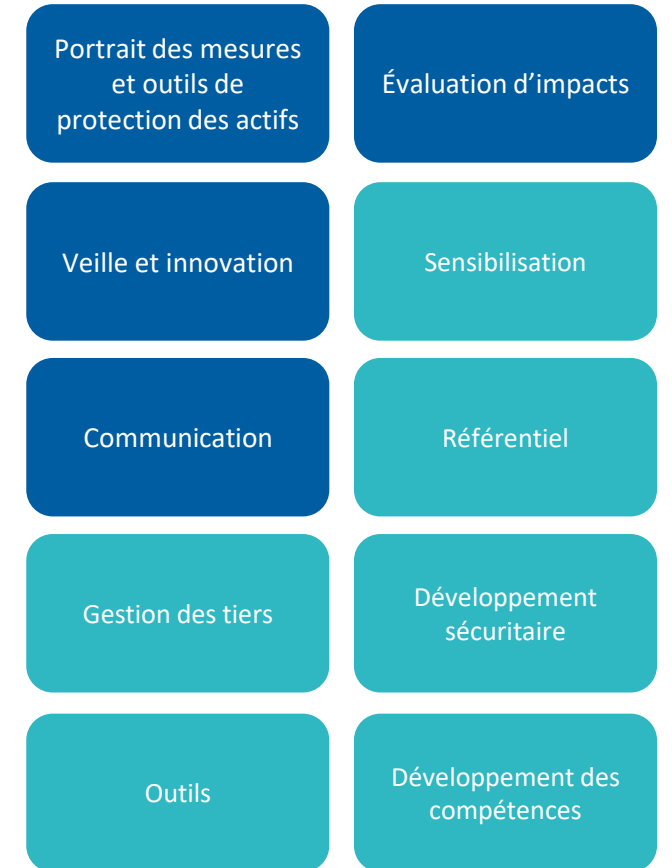 Portrait des mesures
et outils de
protection des actifs
Évaluation d'impacts
Veille et innovation
Sensibilisation
Communication
Référentiel
Gestion des tiers
Développement
sécuritaire
Outils
Développement des
compétences